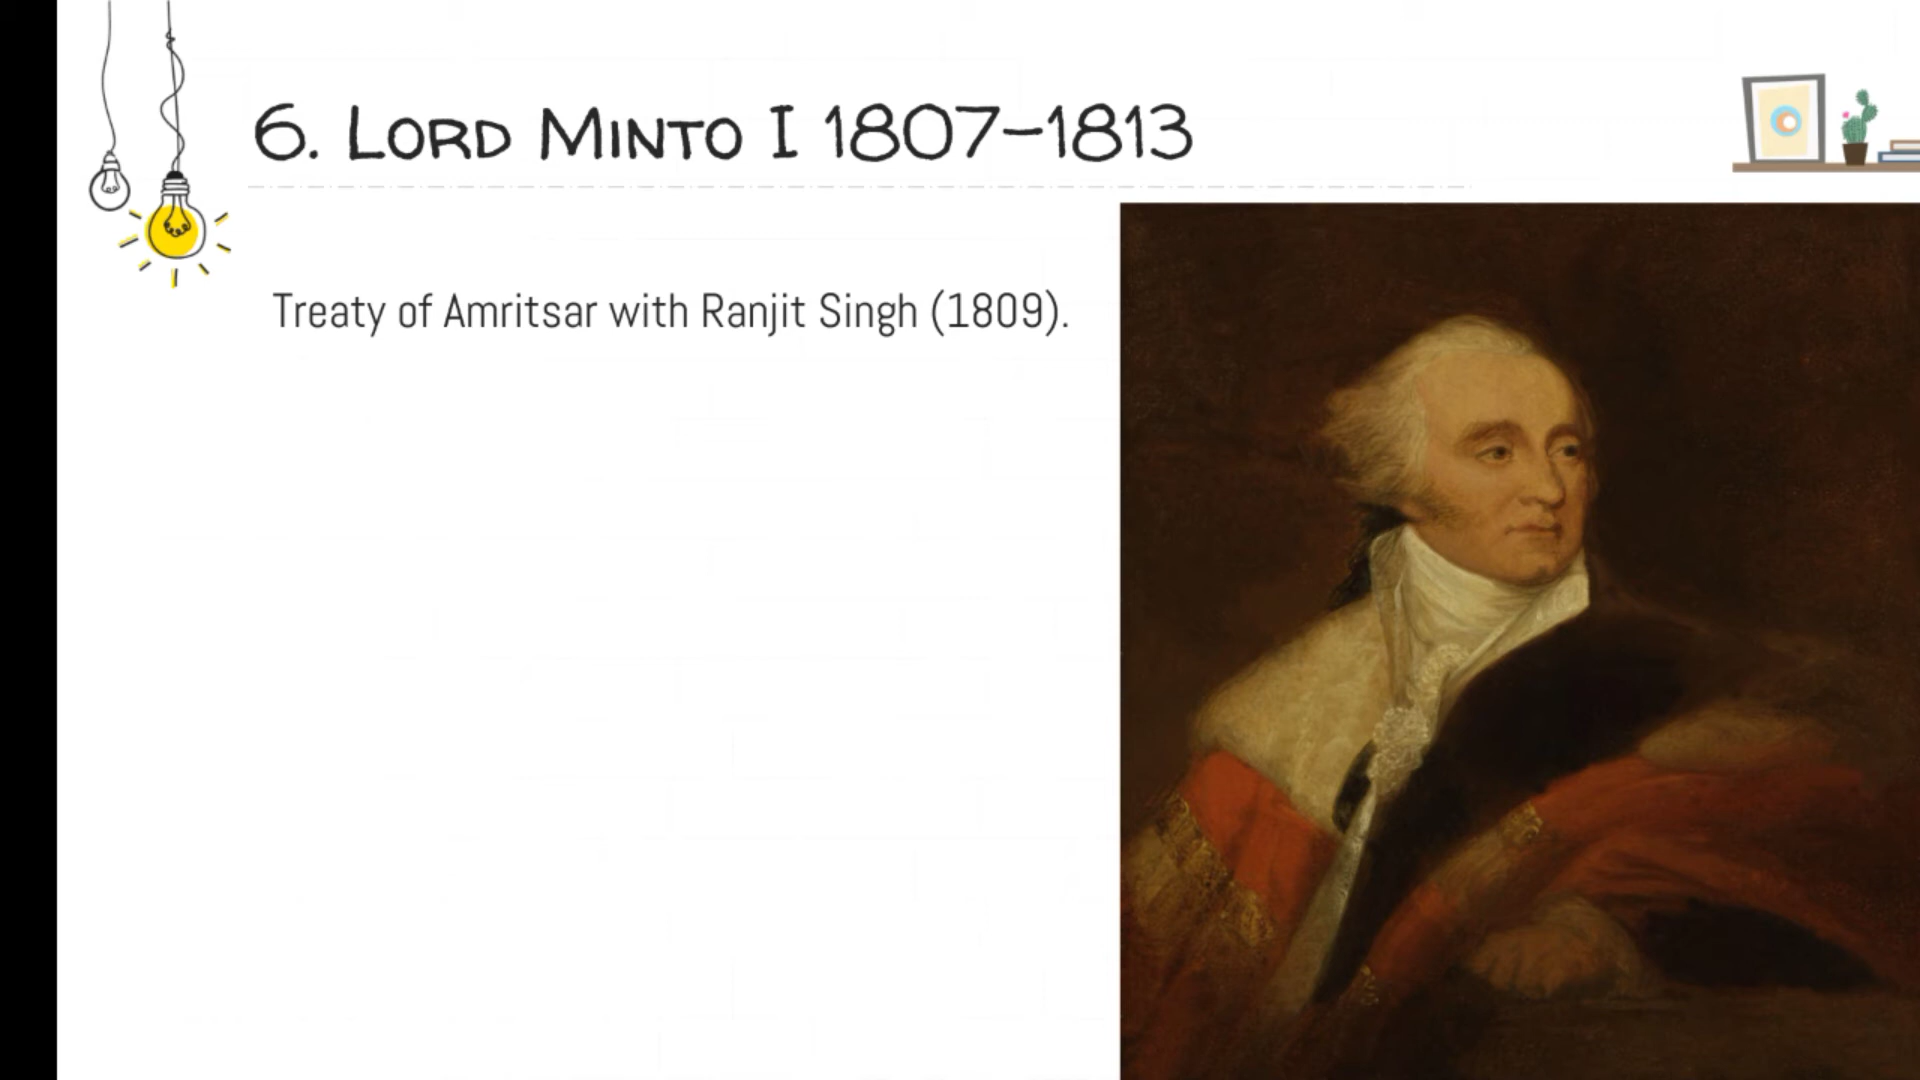 6. Lord Minto I 1807–1813
Treaty of Amritsar with Ranjit Singh (1809).